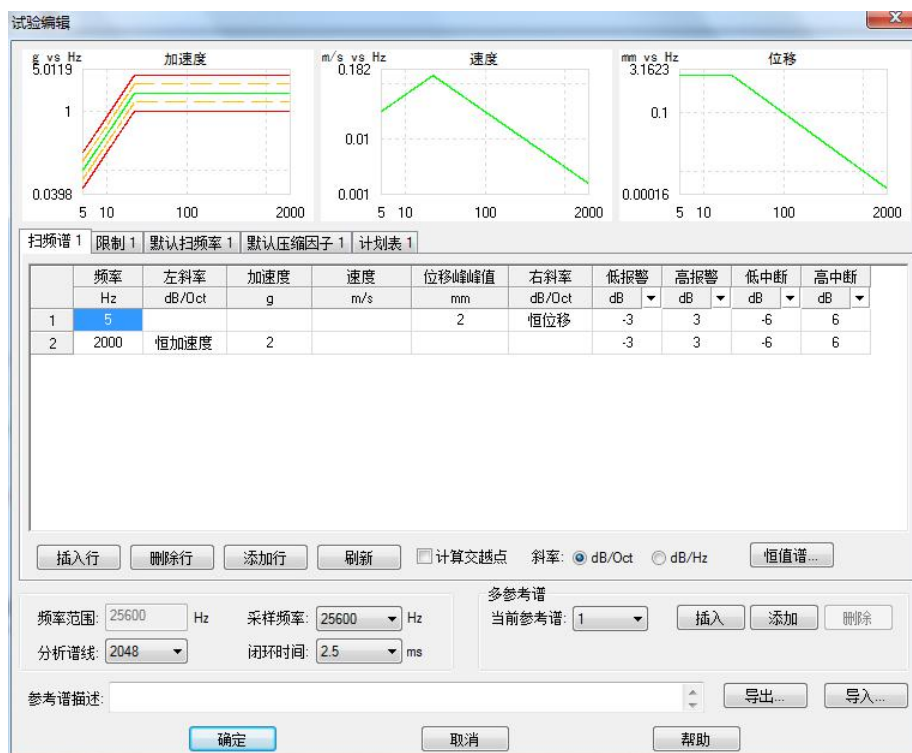 试验编辑
g vs Hz 加速度 m/s vs Hz 速度 mm vs Hz 位移
5.0119 0.182 3.1623
1 0.01 0.1
0.0398 0.001 0.00016
5 10 100 2000 5 10 100 2000 5 10 100 2000
扫频谱 1 限制 1 默认扫频率 1 默认压缩因子 1 计划表 1
频率 左斜率 加速度 速度 位移峰峰值 右斜率 低报警 高报警 低中断 高中断
Hz dB/Oct g m/s mm dB/Oct dB dB dB dB
1 5 2 恒位移 -3 3 -6 6
2 2000 恒加速度 2 -3 3 -6 6
插入行 删除行 添加行 刷新 计算交越点 斜率: dB/Oct dB/Hz 恒值谱...
多参考谱
频率范围: 25600 Hz 采样频率: 25600 Hz 当前参考谱: 1 插入 添加 删除
分析谱线: 2048 闭环时间: 2.5 ms
参考谱描述: 导出... 导入...
确定 取消 帮助